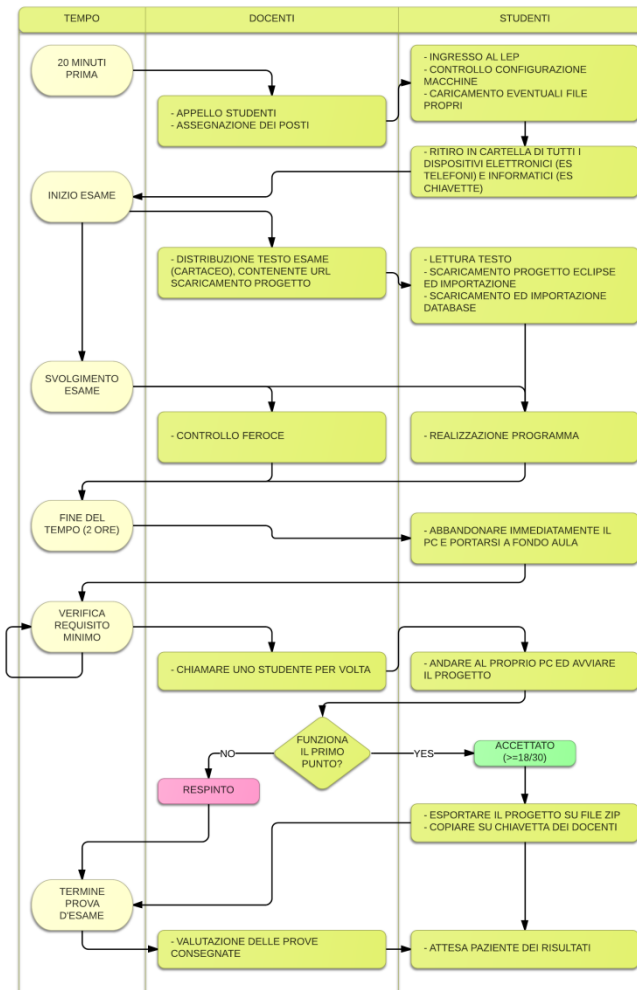 TEMPO
DOCENTI
STUDENTI
20 MINUTI
PRIMA
- APPELLO STUDENTI
- ASSEGNAZIONE DEI POSTI
- INGRESSO AL LEP
- CONTROLLO CONFIGURAZIONE
MACCHINE
- CARICAMENTO EVENTUALI FILE
PROPRI
- RITIRO IN CARTELLA DI TUTTI I
DISPOSITIVI ELETTRONICI (ES
TELEFONI) E INFORMATICI (ES
CHIAVETTE)
INIZIO ESAME
- DISTRIBUZIONE TESTO ESAME
(CARTACEO), CONTENENTE URL
SCARICAMENTO PROGETTO
- LETTURA TESTO
- SCARICAMENTO PROGETTO ECLIPSE
ED IMPORTAZIONE
- SCARICAMENTO ED IMPORTAZIONE
DATABASE
SVOLGIMENTO
ESAME
- CONTROLLO FEROCE
- REALIZZAZIONE PROGRAMMA
FINE DEL
TEMPO (2 ORE)
- ABBANDONARE IMMEDIATAMENTE IL
PC E PORTARSI A FONDO AULA
VERIFICA
REQUISITO
MINIMO
- CHIAMARE UNO STUDENTE PER VOLTA
- ANDARE AL PROPRIO PC ED AVVIARE
IL PROGETTO
FUNZIONA
IL PRIMO
PUNTO?
NO
YES
ACCETTATO
(>=18/30)
RESPINTO
- ESPORTARE IL PROGETTO SU FILE ZIP
- COPIARE SU CHIAVETTA DEI DOCENTI
TERMINE
PROVA
D'ESAME
- VALUTAZIONE DELLE PROVE
CONSEGNATE
- ATTESA PAZIENTE DEI RISULTATI